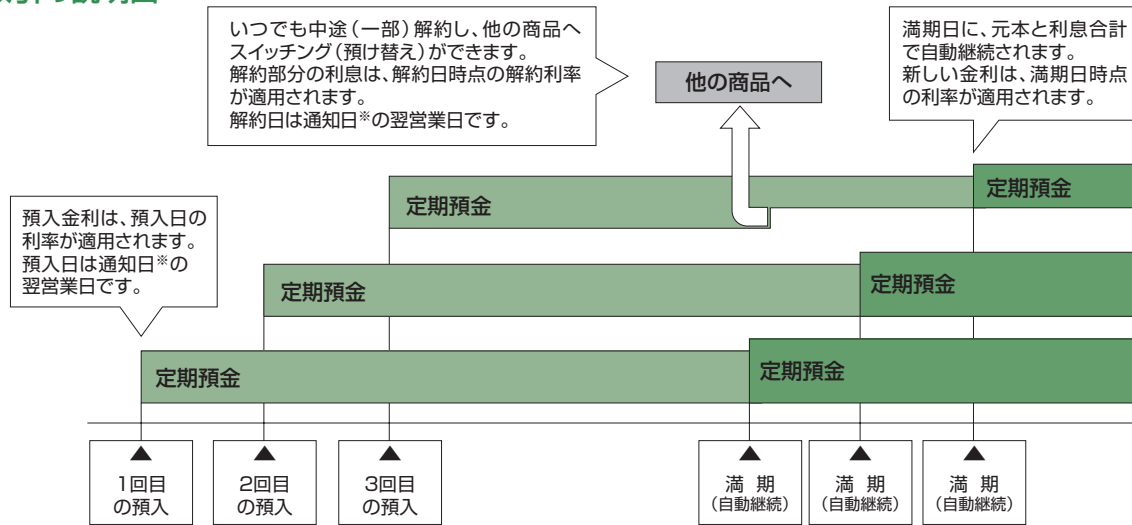 いつでも中途（一部）解約し、他の商品へ
スイッチング（預け替え）ができます。
解約部分の利息は、解約日時点の解約利率
が適用されます。
解約日は通知日※の翌営業日です。
他の商品へ
満期日に、元本と利息合計
で自動継続されます。
新しい金利は、満期日時点
の利率が適用されます。
預入金利は、預入日の
利率が適用されます。
預入日は通知日※の
翌営業日です。
定期預金
定期預金
定期預金
定期預金
定期預金
定期預金
1回目
の預入
2回目
の預入
3回目
の預入
満 期
（自動継続）
満 期
（自動継続）
満 期
（自動継続）